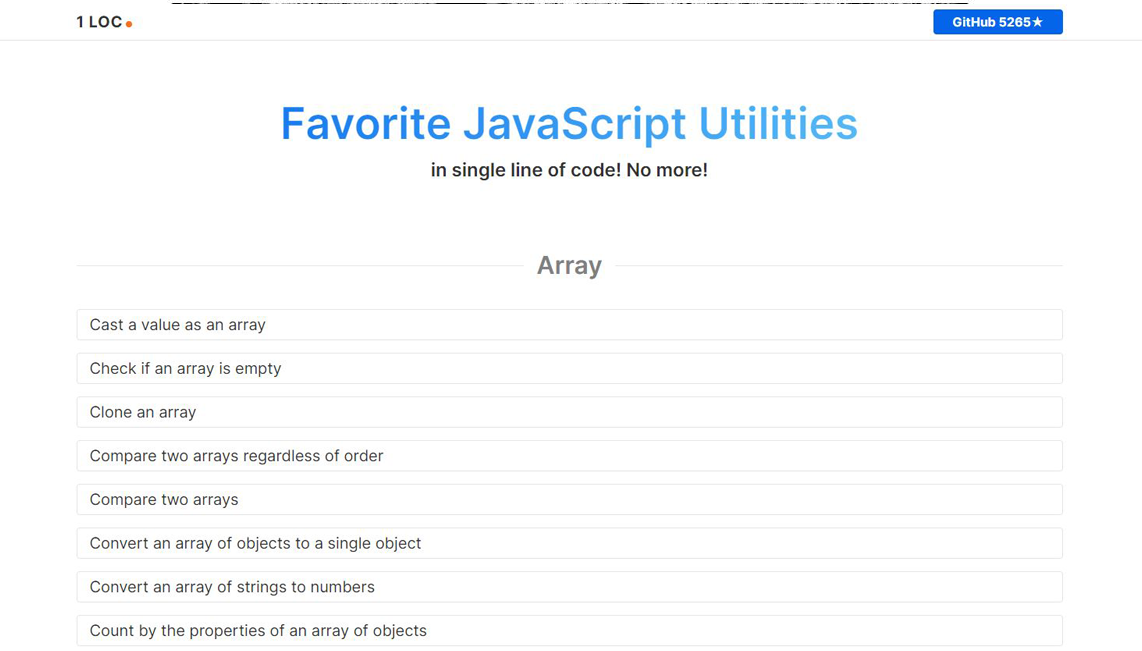 1 LOC
GitHub 5265★
Favorite JavaScript Utilities
in single line of code! No more!
Array
Cast a value as an array
Check if an array is empty
Clone an array
Compare two arrays regardless of order
Compare two arrays
Convert an array of objects to a single object
Convert an array of strings to numbers
Count by the properties of an array of objects